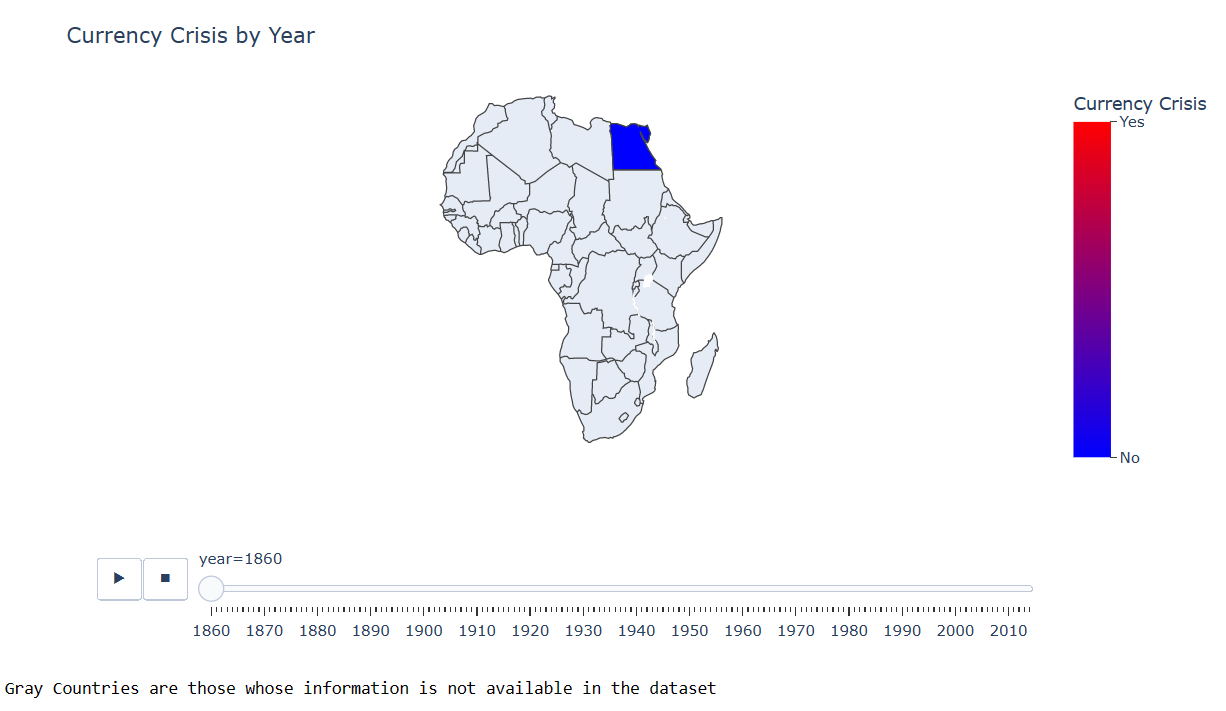 Currency Crisis by Year
Currency Crisis
Yes
No
year=1860
1860 1870 1880 1890 1900 1910 1920 1930 1940 1950 1960 1970 1980 1990 2000 2010
Gray Countries are those whose information is not available in the dataset